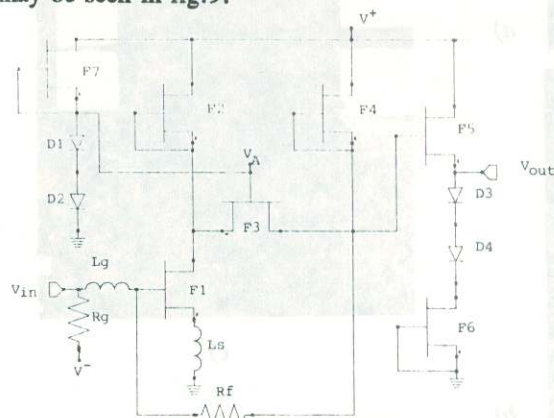 may be seen in fig.9.
V+
F7
F2
F4
F5
D1
VA
Vout
D2
D3
F3
D4
Lg
Vin
F1
Rg
F6
Ls
V-
Rf